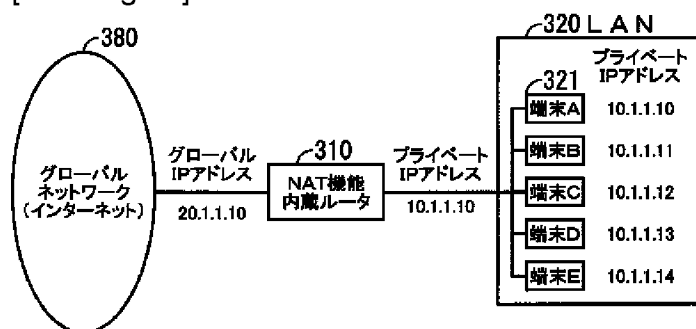 380
グローバル
ネットワーク
(インターネット)
グローバル
IPアドレス
20.1.1.10
310
NAT機能
内蔵ルータ
プライベート
IPアドレス
10.1.1.10
320 LAN
プライベート
IPアドレス
321
端末A 10.1.1.10
端末B 10.1.1.11
端末C 10.1.1.12
端末D 10.1.1.13
端末E 10.1.1.14